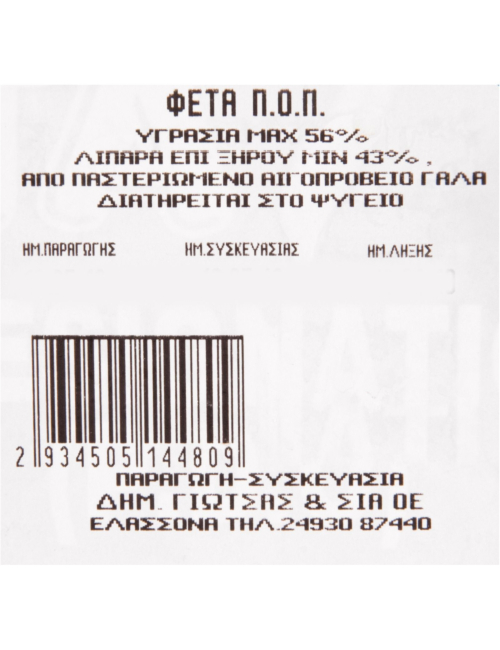 ΦΕΤΑ Π.Ο.Π.
ΥΓΡΑΣΙΑ MAX 56%
ΛΙΠΑΡΑ ΕΠΙ ΞΗΡΟΥ MIN 43% ,
ΑΠΟ ΠΑΣΤΕΡΙΩΜΕΝΟ ΑΙΓΟΠΡΟΒΕΙΟ ΓΑΛΑ
ΔΙΑΤΗΡΕΙΤΑΙ ΣΤΟ ΨΥΓΕΙΟ
ΗΜ.ΠΑΡΑΓΩΓΗΣ ΗΜ.ΣΥΣΚΕΥΑΣΙΑΣ ΗΜ.ΛΗΞΗΣ
2 934505 144809
ΠΑΡΑΓΩΓΗ-ΣΥΣΚΕΥΑΣΙΑ
ΔΗΜ. ΓΙΩΤΣΑΣ & ΣΙΑ ΟΕ
ΕΛΑΣΣΟΝΑ ΤΗΛ.24930 87440